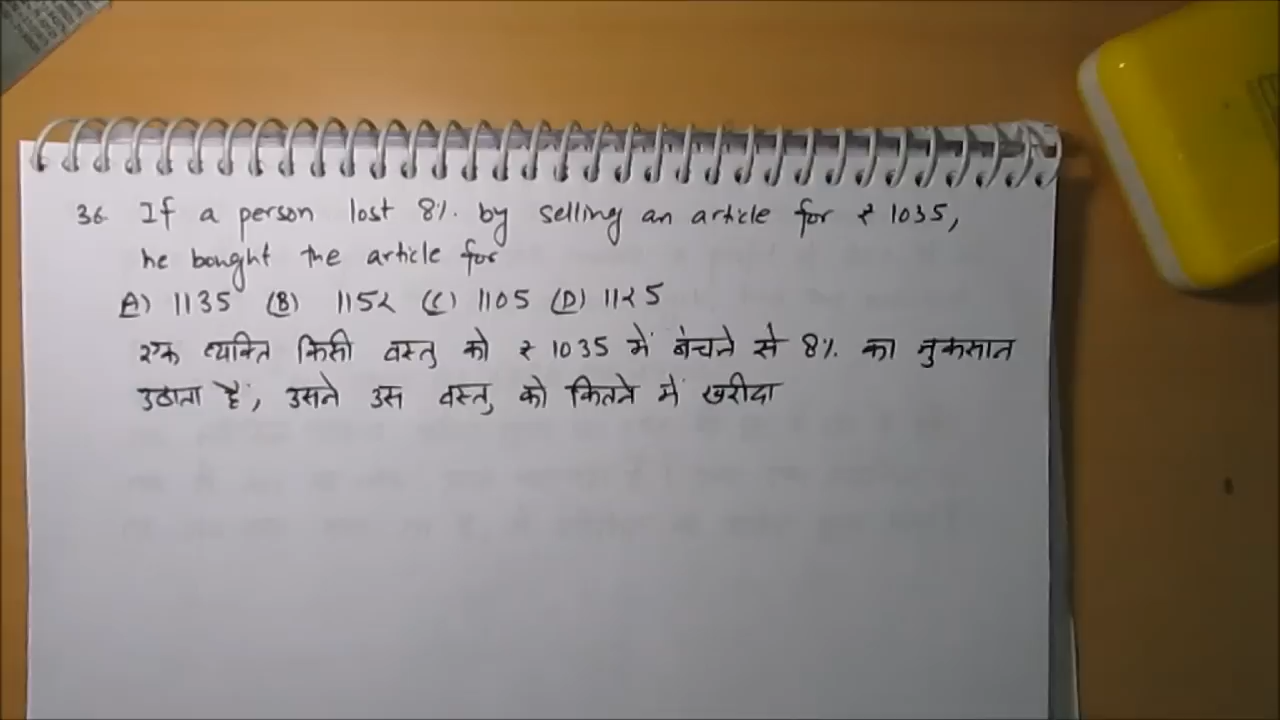 36. If a person lost 8%. by selling an article for ₹ 1035,
he bought the article for
A) 1135 (B) 1152 (C) 1105 (D) 1125
एक व्यक्ति किसी वस्तु को ₹ 1035 में बेचने से 8%. का नुकसान
उठाता है, उसने उस वस्तु को कितने में खरीदा